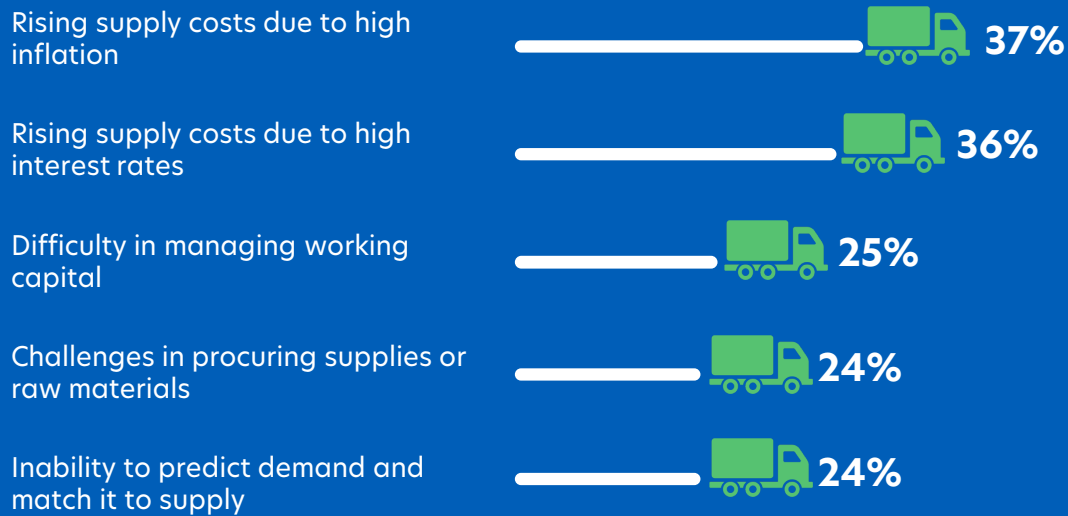 Rising supply costs due to high
inflation
37%
Rising supply costs due to high
interest rates
36%
Difficulty in managing working
capital
25%
Challenges in procuring supplies or
raw materials
24%
Inability to predict demand and
match it to supply
24%